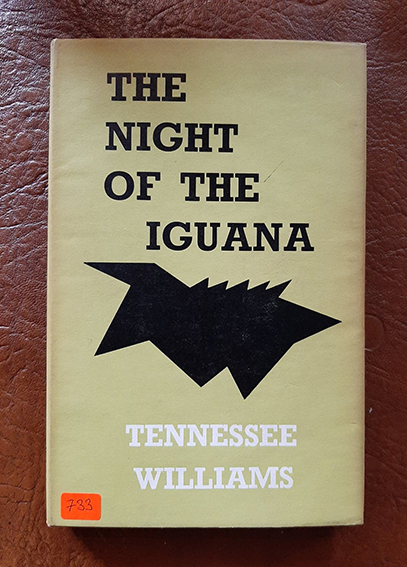 THE
NIGHT
OF THE
IGUANA
TENNESSEE
WILLIAMS
733